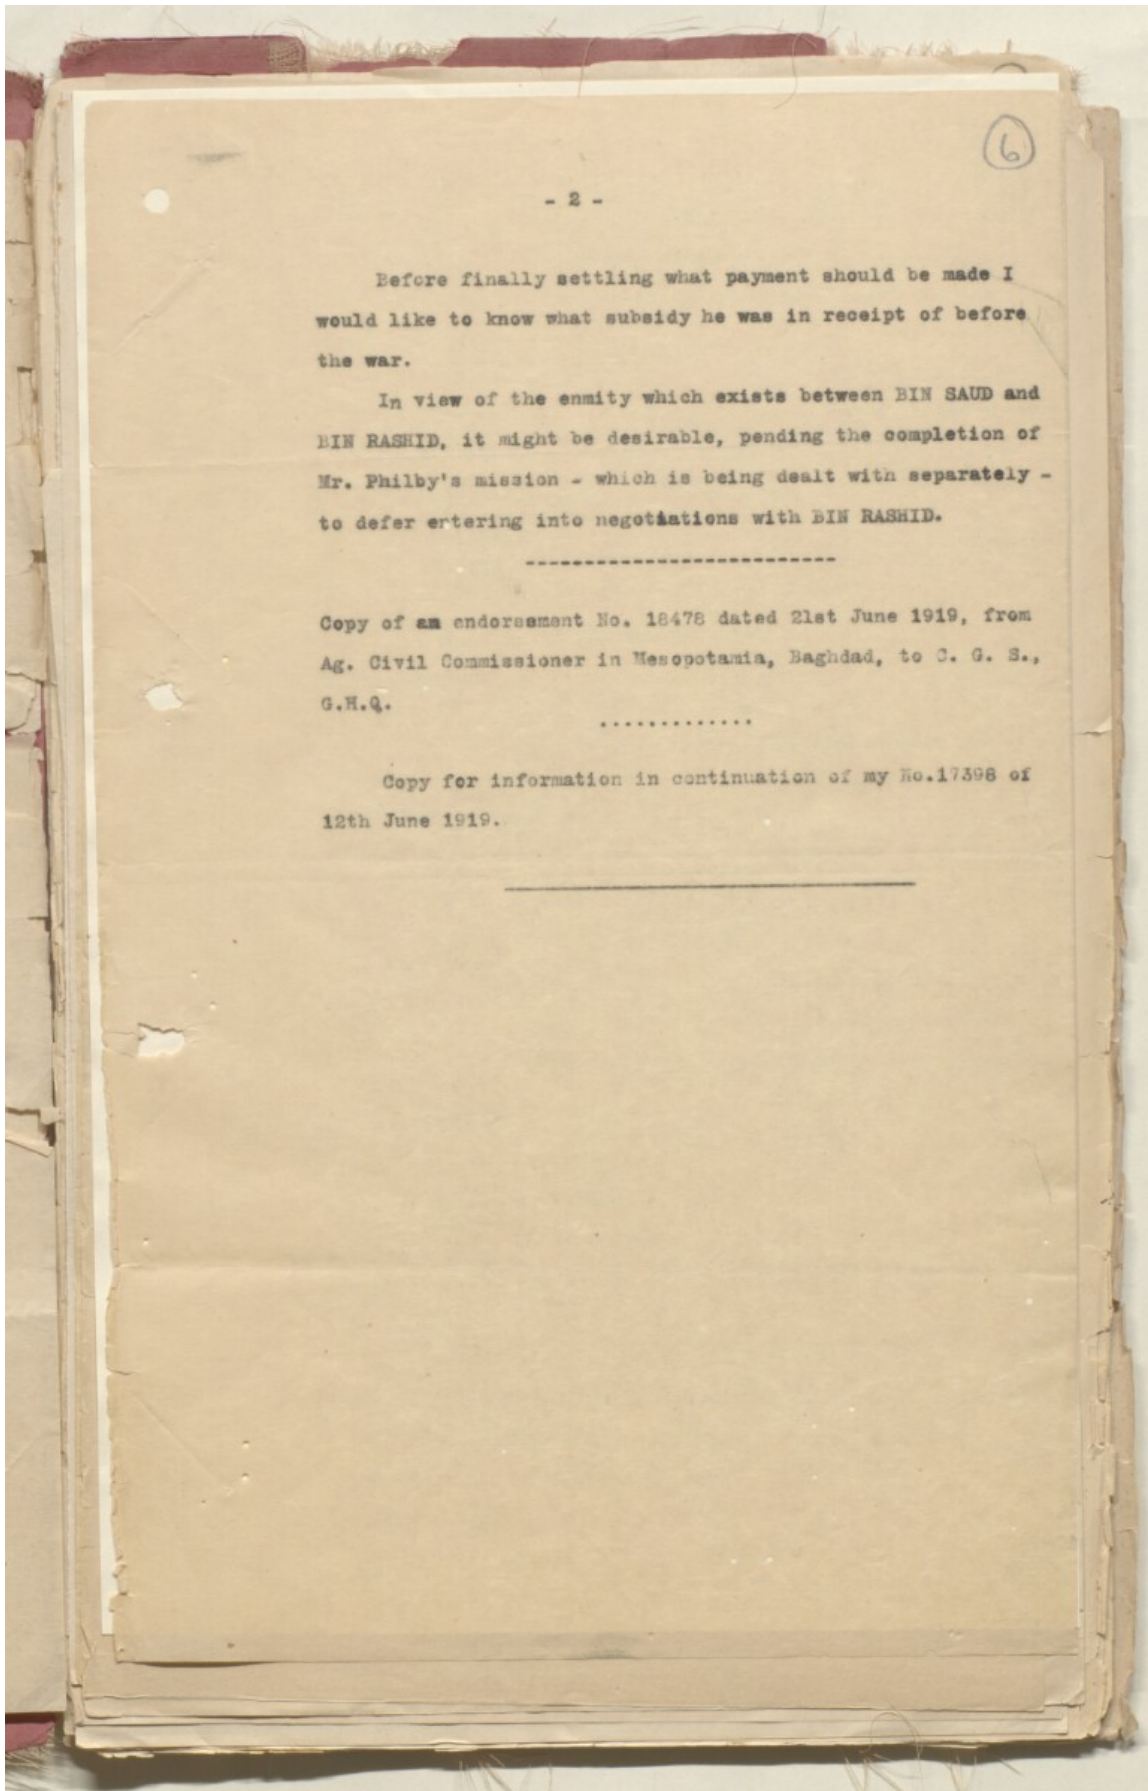 6
- 2 -
Before finally settling what payment should be made I
would like to know what subsidy he was in receipt of before
the war.
In view of the enmity which exists between BIN SAUD and
BIN RASHID, it might be desirable, pending the completion of
Mr. Philby's mission - which is being dealt with separately -
to defer ertering into negotiations with BIN RASHID.
---------------------------
Copy of an endorsement No. 18478 dated 21st June 1919, from
Ag. Civil Commissioner in Mesopotamia, Baghdad, to C. G. S.,
G.H.Q.
.............
Copy for information in continuation of my No.17398 of
12th June 1919.